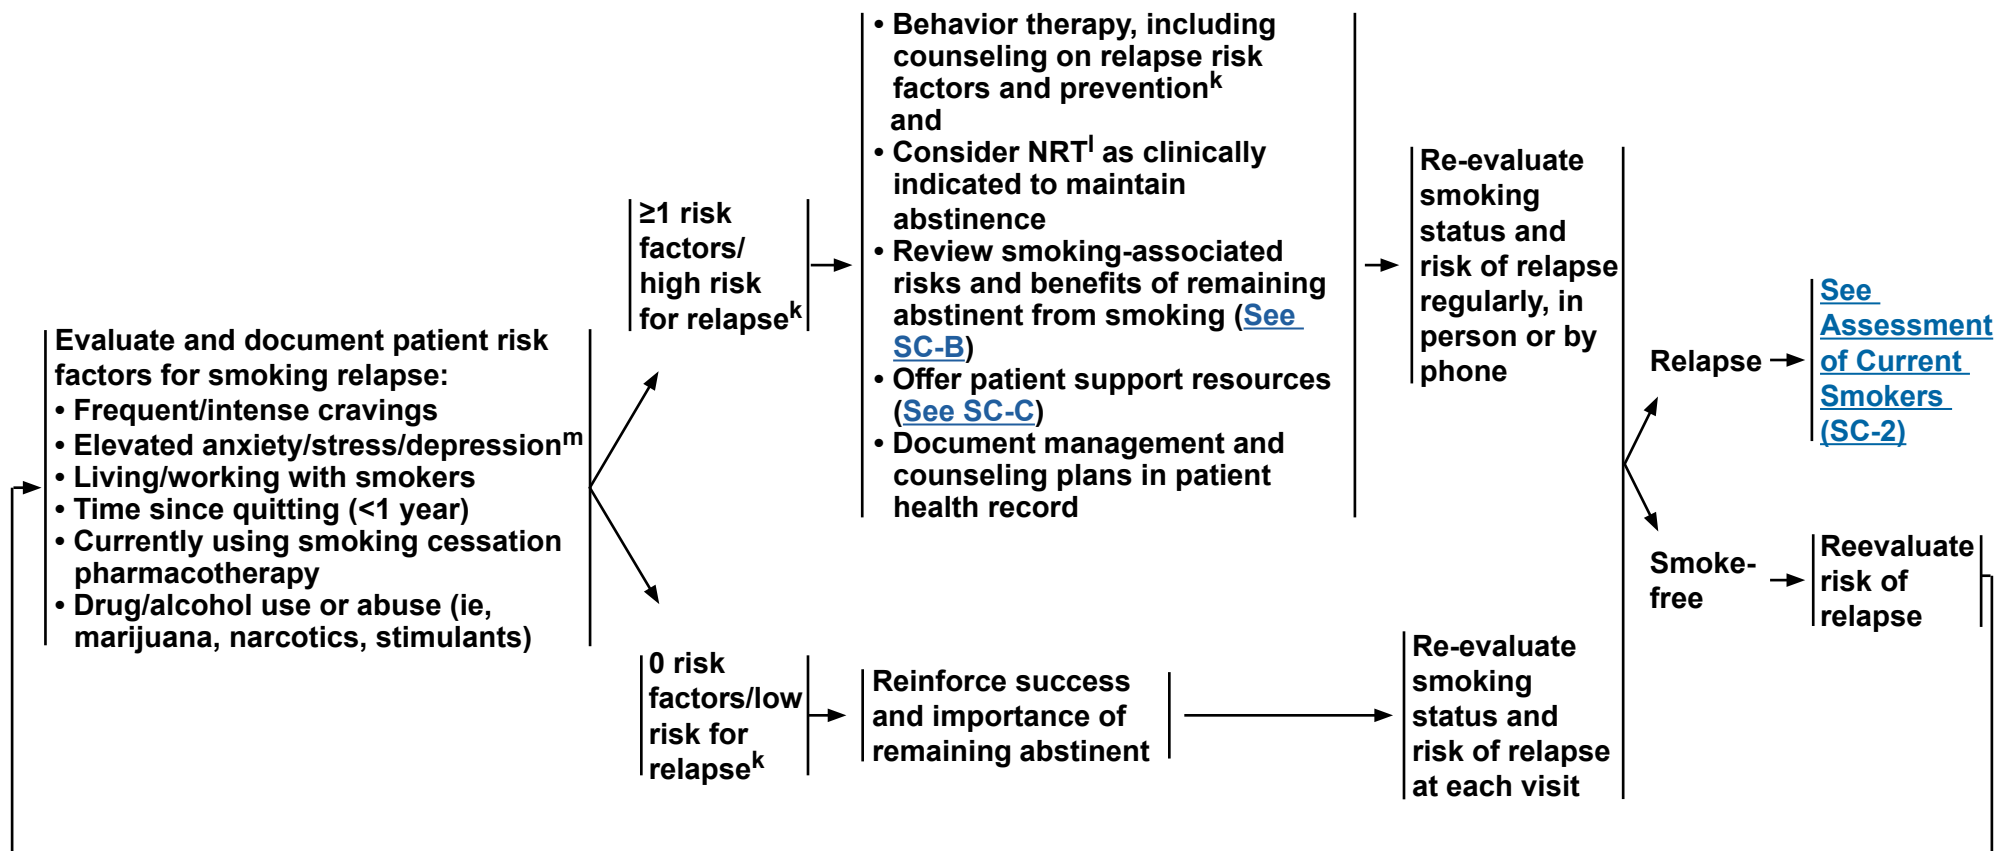 Evaluate and document patient risk
factors for smoking relapse:
• Frequent/intense cravings
• Elevated anxiety/stress/depressionᵐ
• Living/working with smokers
• Time since quitting (<1 year)
• Currently using smoking cessation
pharmacotherapy
• Drug/alcohol use or abuse (ie,
marijuana, narcotics, stimulants)
≥1 risk
factors/
high risk
for relapseᵏ
• Behavior therapy, including
counseling on relapse risk
factors and preventionᵏ
and
• Consider NRTˡ as clinically
indicated to maintain
abstinence
• Review smoking-associated
risks and benefits of remaining
abstinent from smoking (See
SC-B)
• Offer patient support resources
(See SC-C)
• Document management and
counseling plans in patient
health record
Re-evaluate
smoking
status and
risk of relapse
regularly, in
person or by
phone
0 risk
factors/low
risk for
relapseᵏ
Reinforce success
and importance of
remaining abstinent
Re-evaluate
smoking
status and
risk of relapse
at each visit
Relapse
See
Assessment
of Current
Smokers
(SC-2)
Smoke-
free
Reevaluate
risk of
relapse